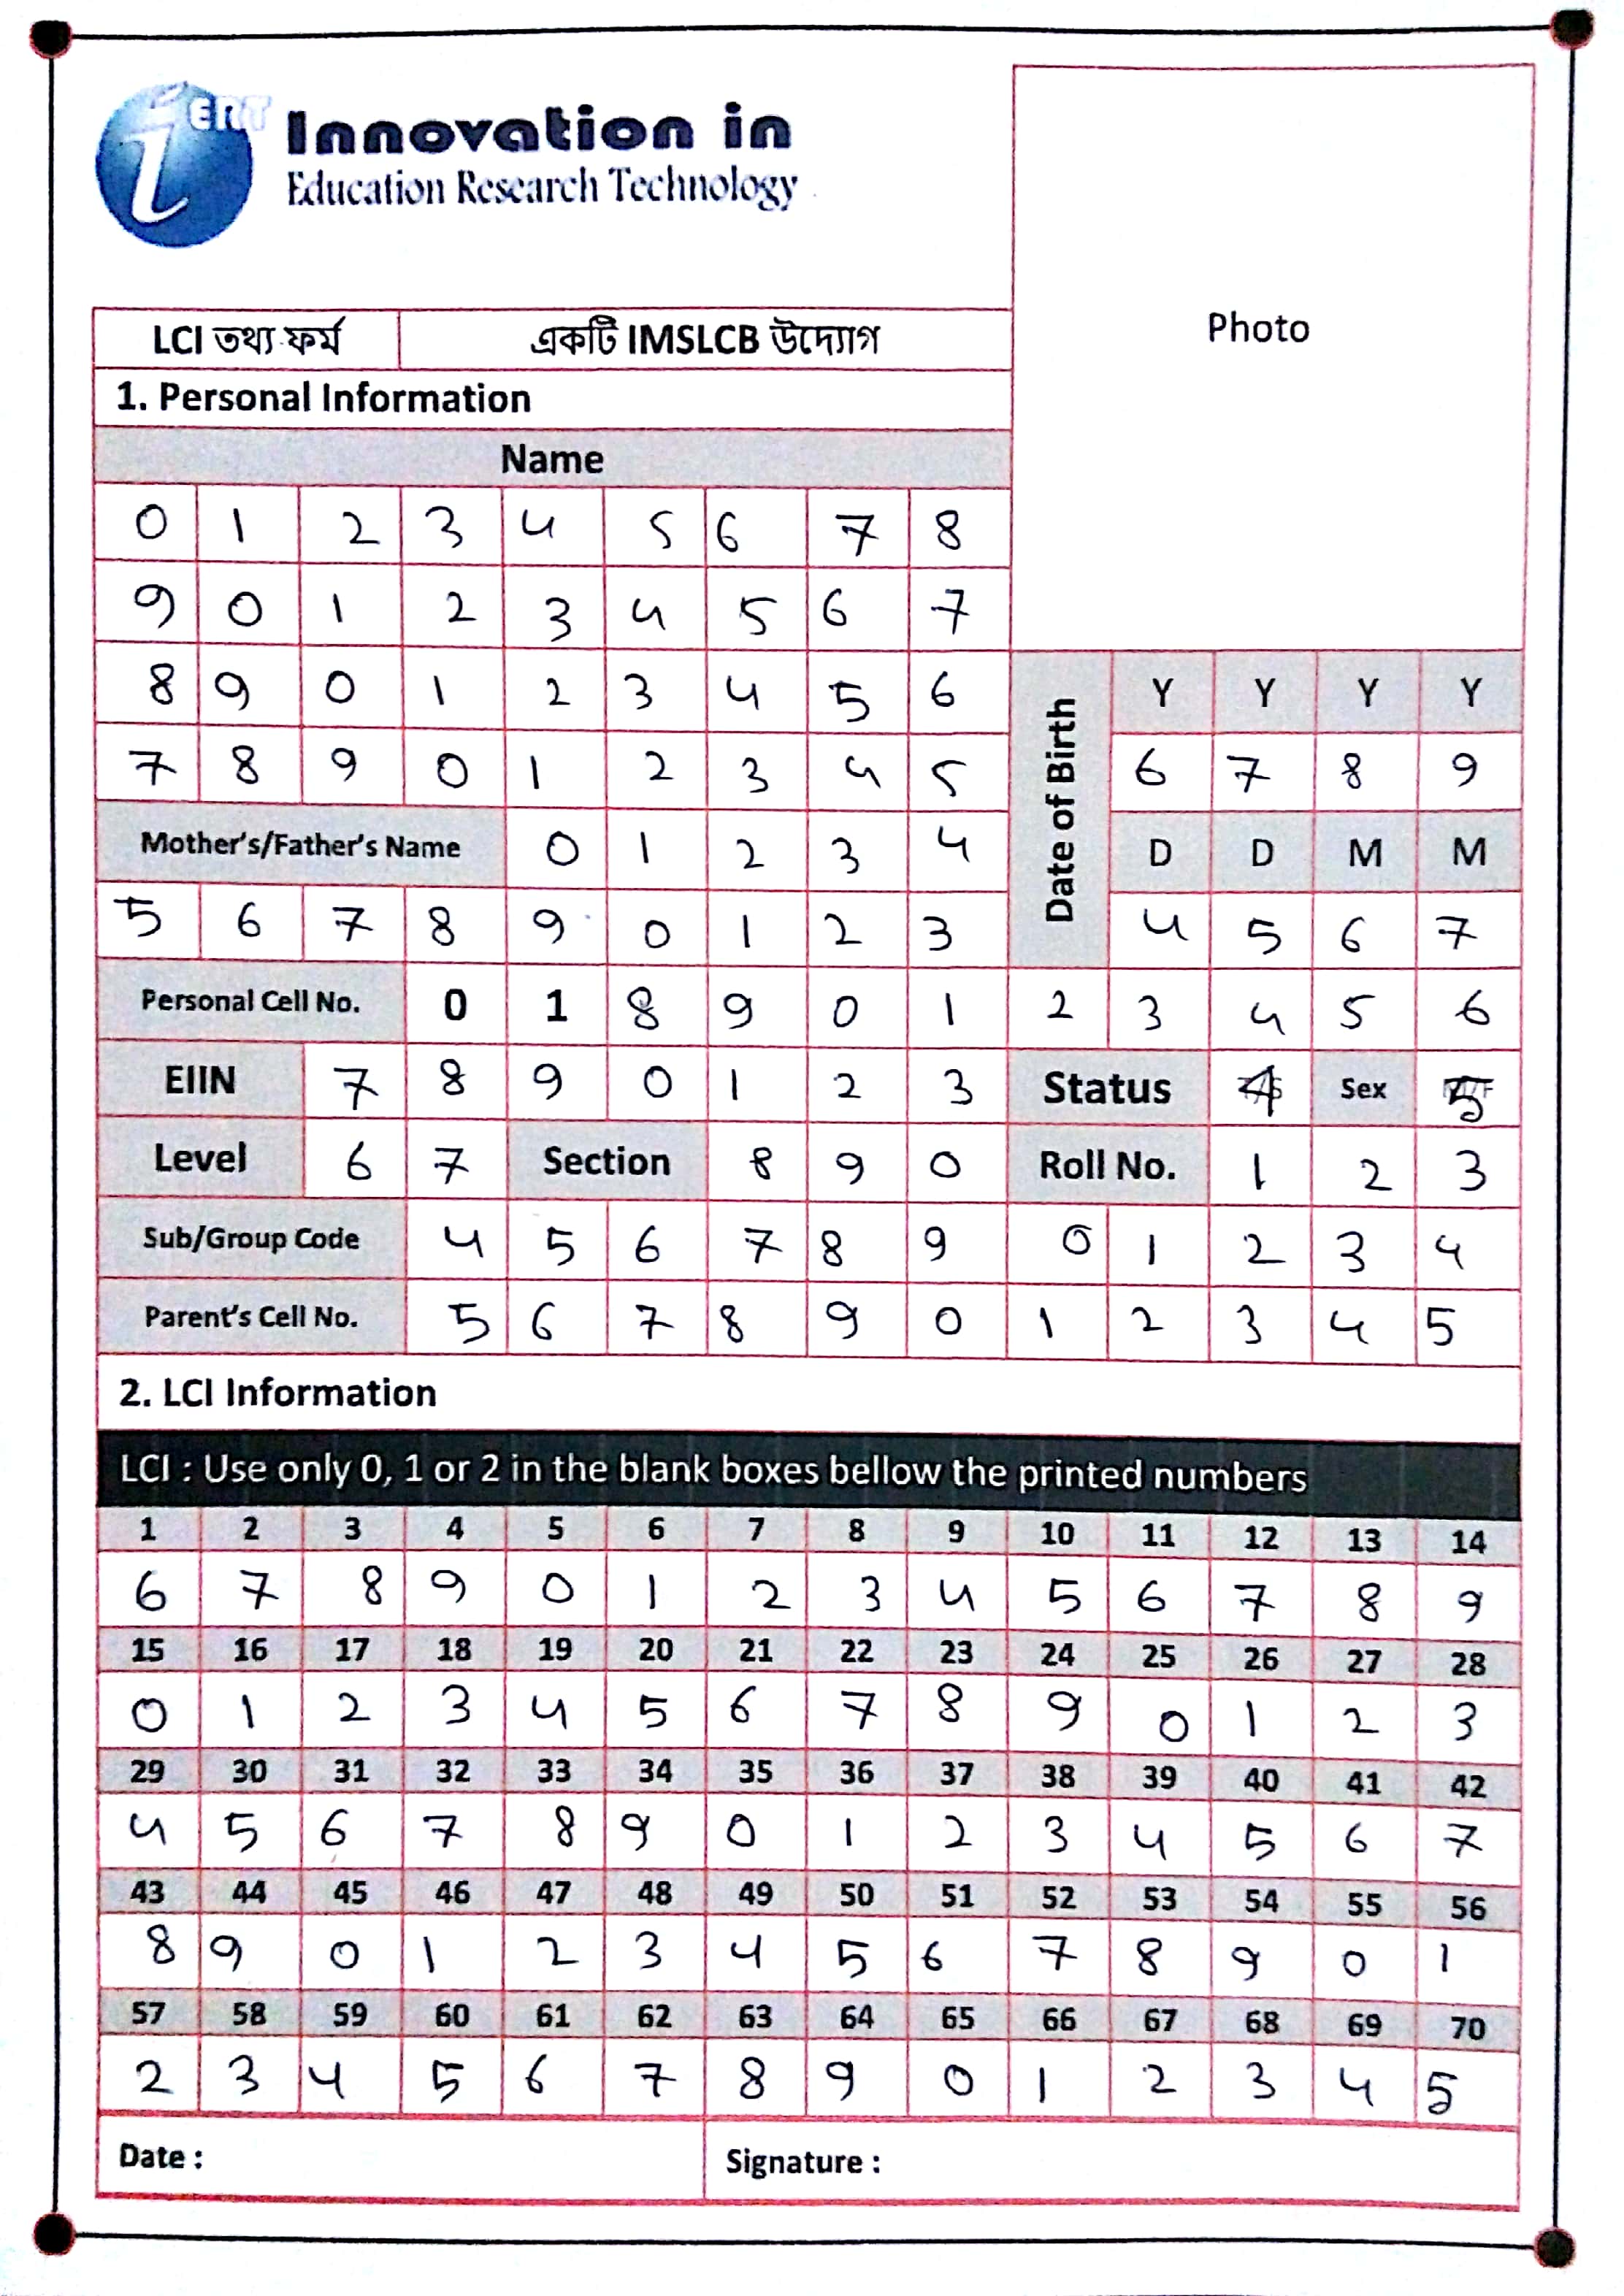 iERT Innovation in
Education Research Technology
Photo
LCI তথ্য ফর্ম একটি IMSLCB উদ্যোগ
1. Personal Information
Name
0 1 2 3 4 5 6 7 8
9 0 1 2 3 4 5 6 7
8 9 0 1 2 3 4 5 6
7 8 9 0 1 2 3 4 5
Date of Birth
Y Y Y Y
6 7 8 9
D D M M
4 5 6 7
Mother's/Father's Name 0 1 2 3 4
5 6 7 8 9 0 1 2 3
Personal Cell No. 0 1 8 9 0 1 2 3 4 5 6
EIIN 7 8 9 0 1 2 3 Status 4 Sex 5
Level 6 7 Section 8 9 0 Roll No. 1 2 3
Sub/Group Code 4 5 6 7 8 9 0 1 2 3 4
Parent's Cell No. 5 6 7 8 9 0 1 2 3 4 5
2. LCI Information
LCI : Use only 0, 1 or 2 in the blank boxes bellow the printed numbers
1 2 3 4 5 6 7 8 9 10 11 12 13 14
6 7 8 9 0 1 2 3 4 5 6 7 8 9
15 16 17 18 19 20 21 22 23 24 25 26 27 28
0 1 2 3 4 5 6 7 8 9 0 1 2 3
29 30 31 32 33 34 35 36 37 38 39 40 41 42
4 5 6 7 8 9 0 1 2 3 4 5 6 7
43 44 45 46 47 48 49 50 51 52 53 54 55 56
8 9 0 1 2 3 4 5 6 7 8 9 0 1
57 58 59 60 61 62 63 64 65 66 67 68 69 70
2 3 4 5 6 7 8 9 0 1 2 3 4 5
Date : Signature :